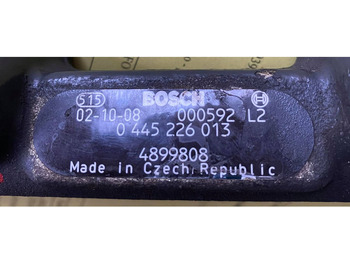 515 BOSCH
02-10-08 000592 L2
0 445 226 013
4899808
Made in Czech Republic